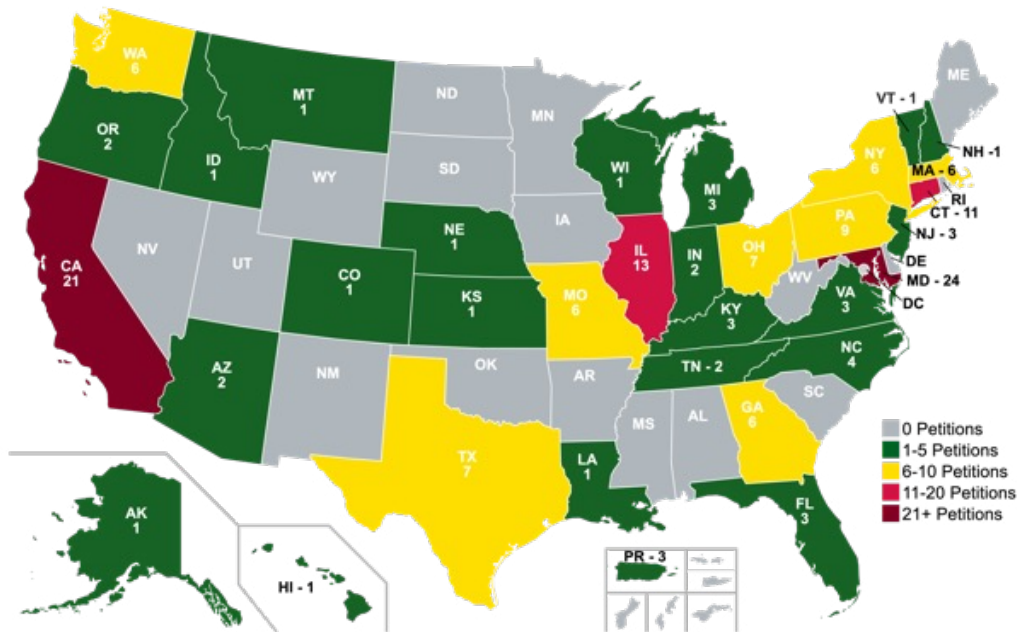 WA
6
OR
2
CA
21
NV
ID
1
MT
1
WY
UT
AZ
2
CO
1
NM
ND
SD
NE
1
KS
1
OK
TX
7
MN
IA
MO
6
AR
LA
1
WI
1
IL
13
MI
3
IN
2
OH
7
KY
3
TN - 2
MS
AL
GA
6
FL
3
SC
NC
4
VA
3
WV
PA
9
NY
6
VT - 1
ME
NH -1
MA - 6
RI
CT - 11
NJ - 3
DE
MD - 24
DC
AK
1
HI - 1
PR - 3
0 Petitions
1-5 Petitions
6-10 Petitions
11-20 Petitions
21+ Petitions